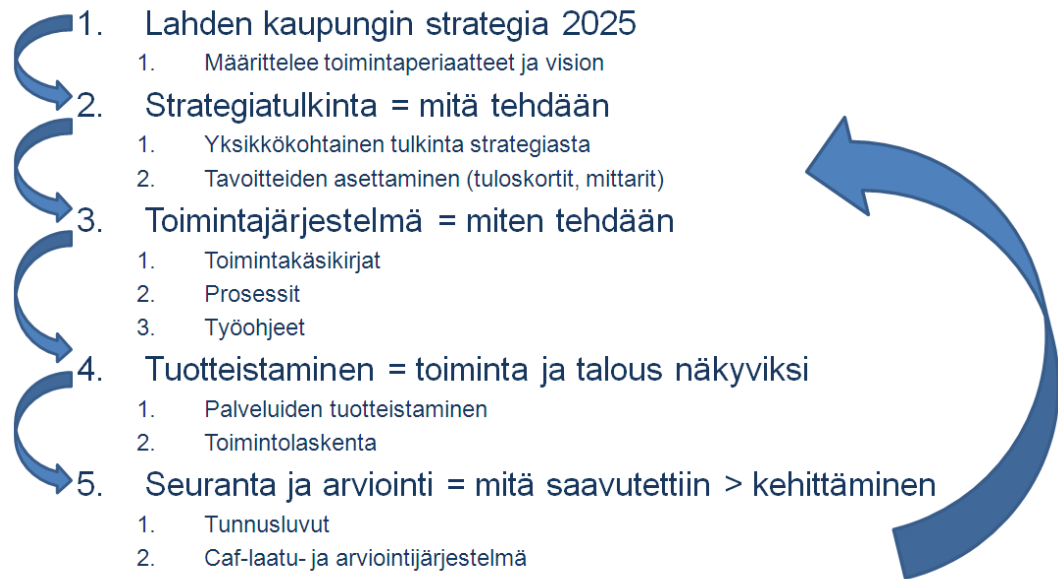 1. Lahden kaupungin strategia 2025
1. Määrittelee toimintaperiaatteet ja vision
2. Strategiatulkinta = mitä tehdään
1. Yksikkökohtainen tulkinta strategiasta
2. Tavoitteiden asettaminen (tuloskortit, mittarit)
3. Toimintajärjestelmä = miten tehdään
1. Toimintakäsikirjat
2. Prosessit
3. Työohjeet
4. Tuotteistaminen = toiminta ja talous näkyviksi
1. Palveluiden tuotteistaminen
2. Toimintolaskenta
5. Seuranta ja arviointi = mitä saavutettiin > kehittäminen
1. Tunnusluvut
2. Caf-laatu- ja arviointijärjestelmä